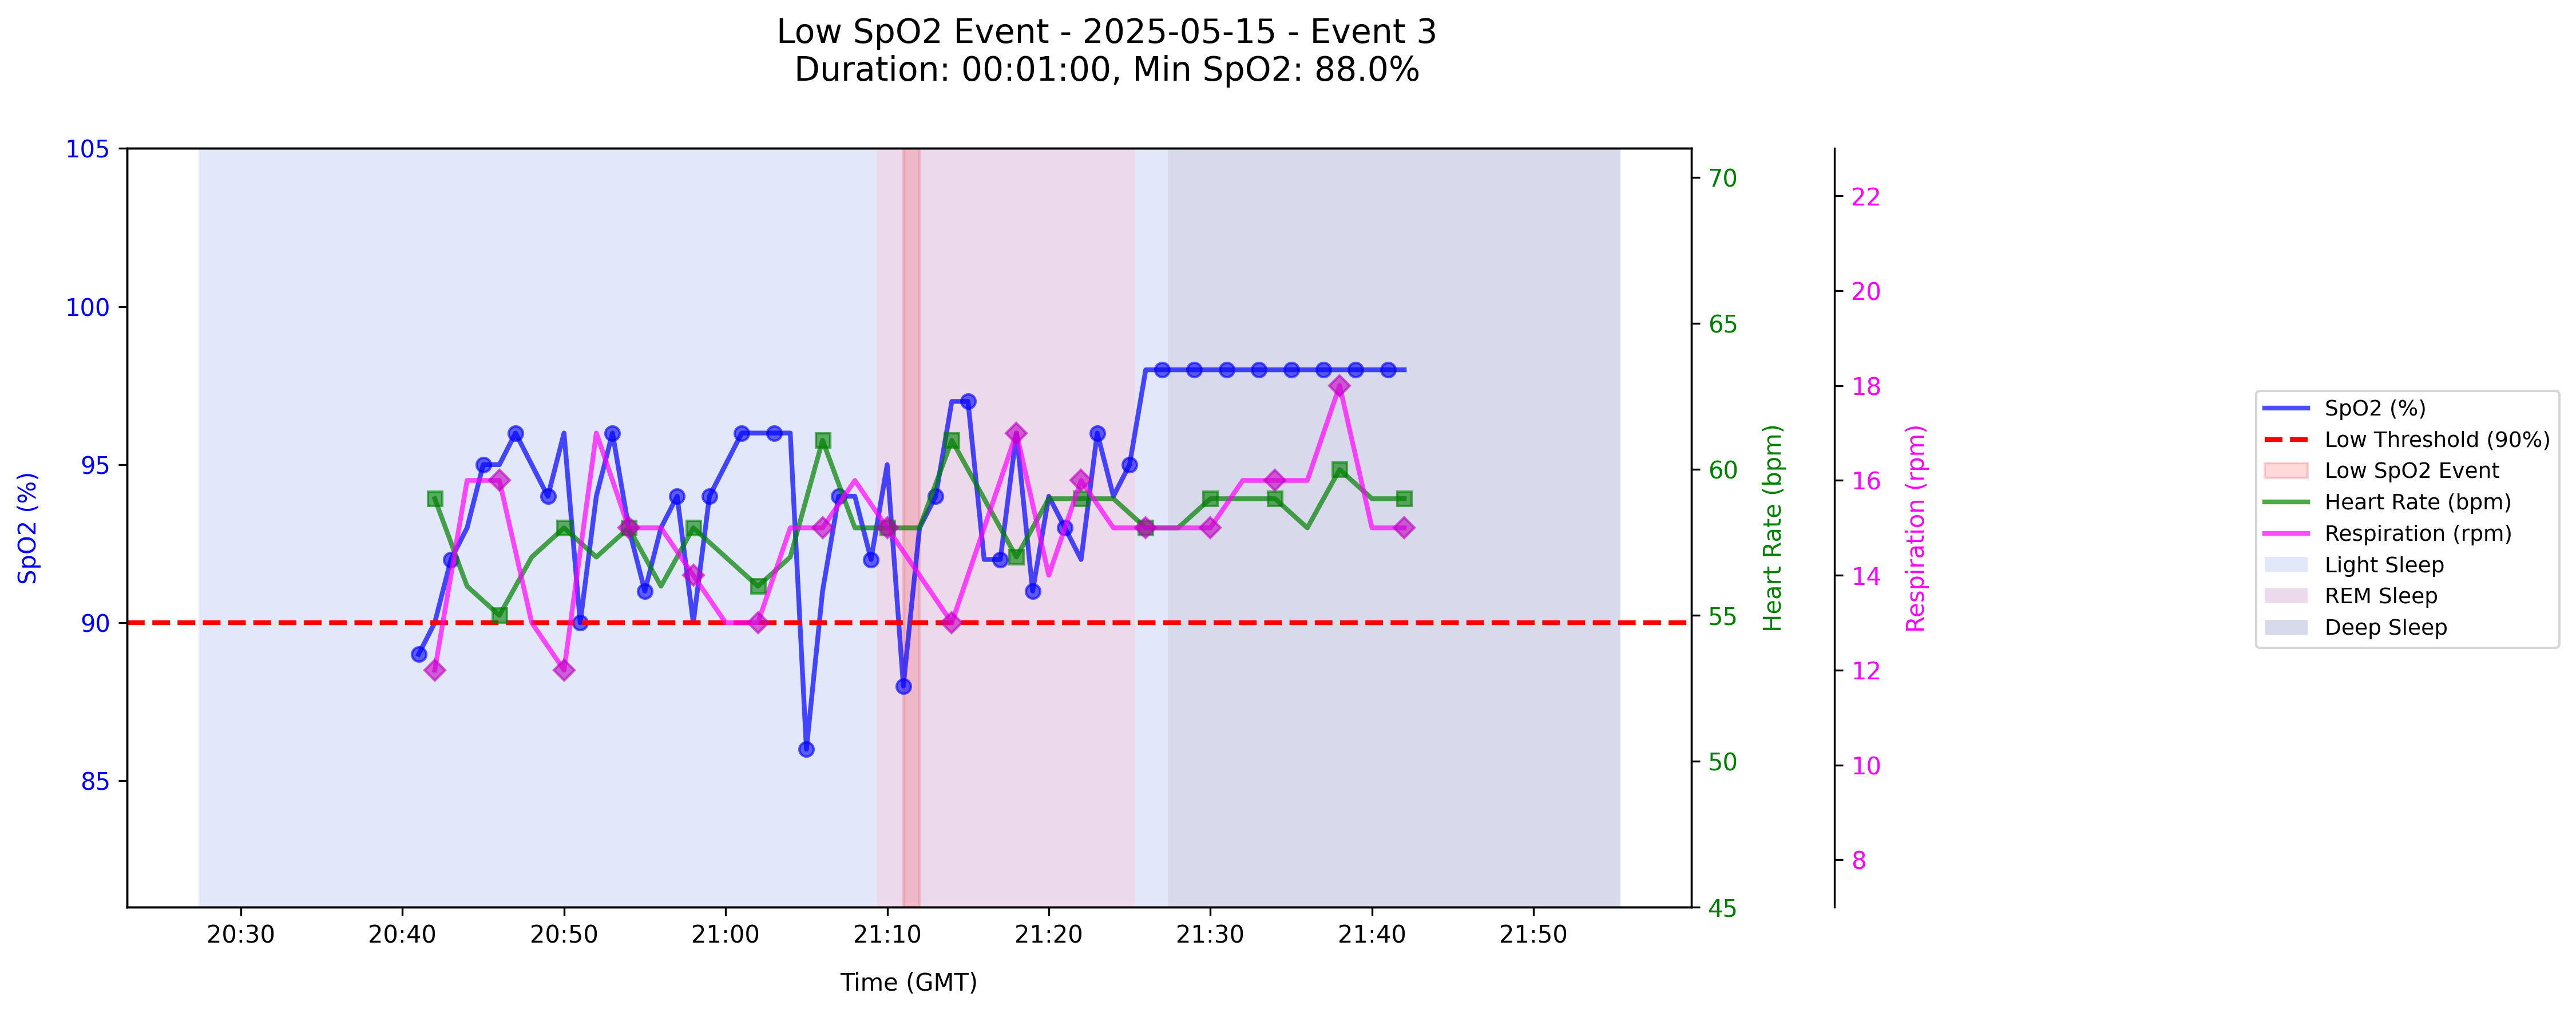 Low SpO2 Event - 2025-05-15 - Event 3
Duration: 00:01:00, Min SpO2: 88.0%
105
100
95
90
85
SpO2 (%)
70
65
60
55
50
45
Heart Rate (bpm)
22
20
18
16
14
12
10
8
Respiration (rpm)
20:30
20:40
20:50
21:00
21:10
21:20
21:30
21:40
21:50
Time (GMT)
SpO2 (%)
Low Threshold (90%)
Low SpO2 Event
Heart Rate (bpm)
Respiration (rpm)
Light Sleep
REM Sleep
Deep Sleep